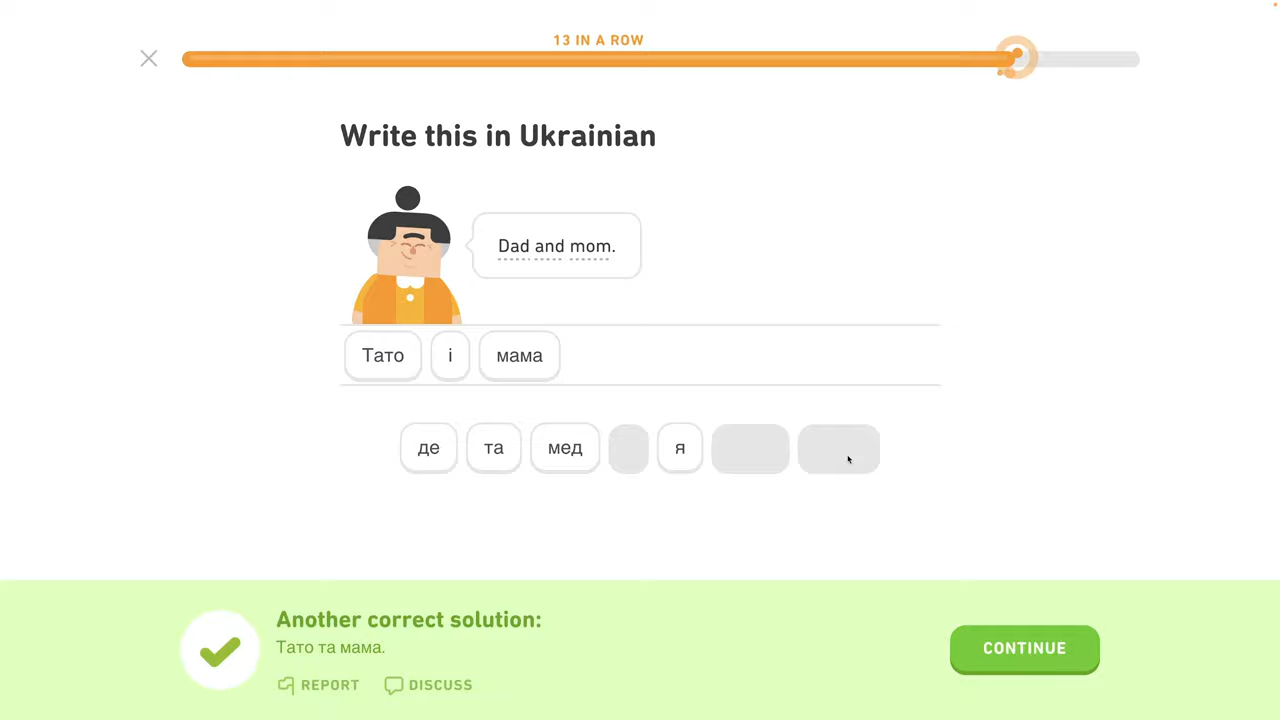 13 IN A ROW
Write this in Ukrainian
Dad and mom.
Тато і мама
де та мед я
Another correct solution:
Тато та мама.
REPORT DISCUSS
CONTINUE